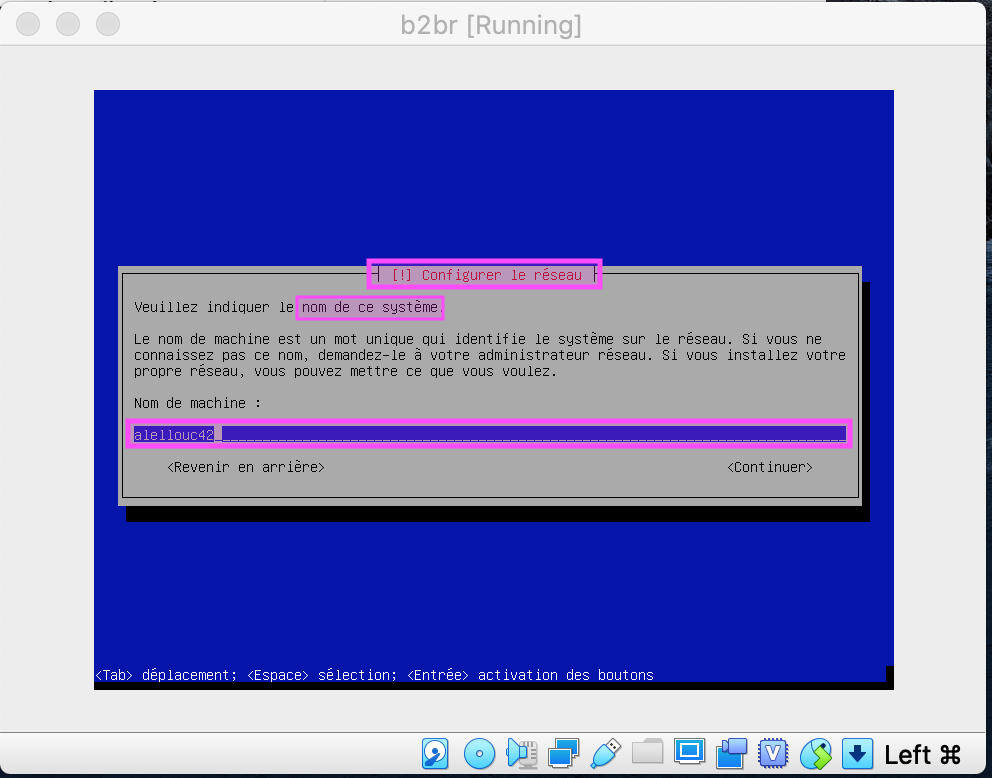 b2br [Running]
[!] Configurer le réseau
Veuillez indiquer le nom de ce système.
Le nom de machine est un mot unique qui identifie le système sur le réseau. Si vous ne
connaissez pas ce nom, demandez-le à votre administrateur réseau. Si vous installez votre
propre réseau, vous pouvez mettre ce que vous voulez.
Nom de machine :
alellouc42
<Revenir en arrière> <Continuer>
<Tab> déplacement; <Espace> sélection; <Entrée> activation des boutons
V
Left ⌘